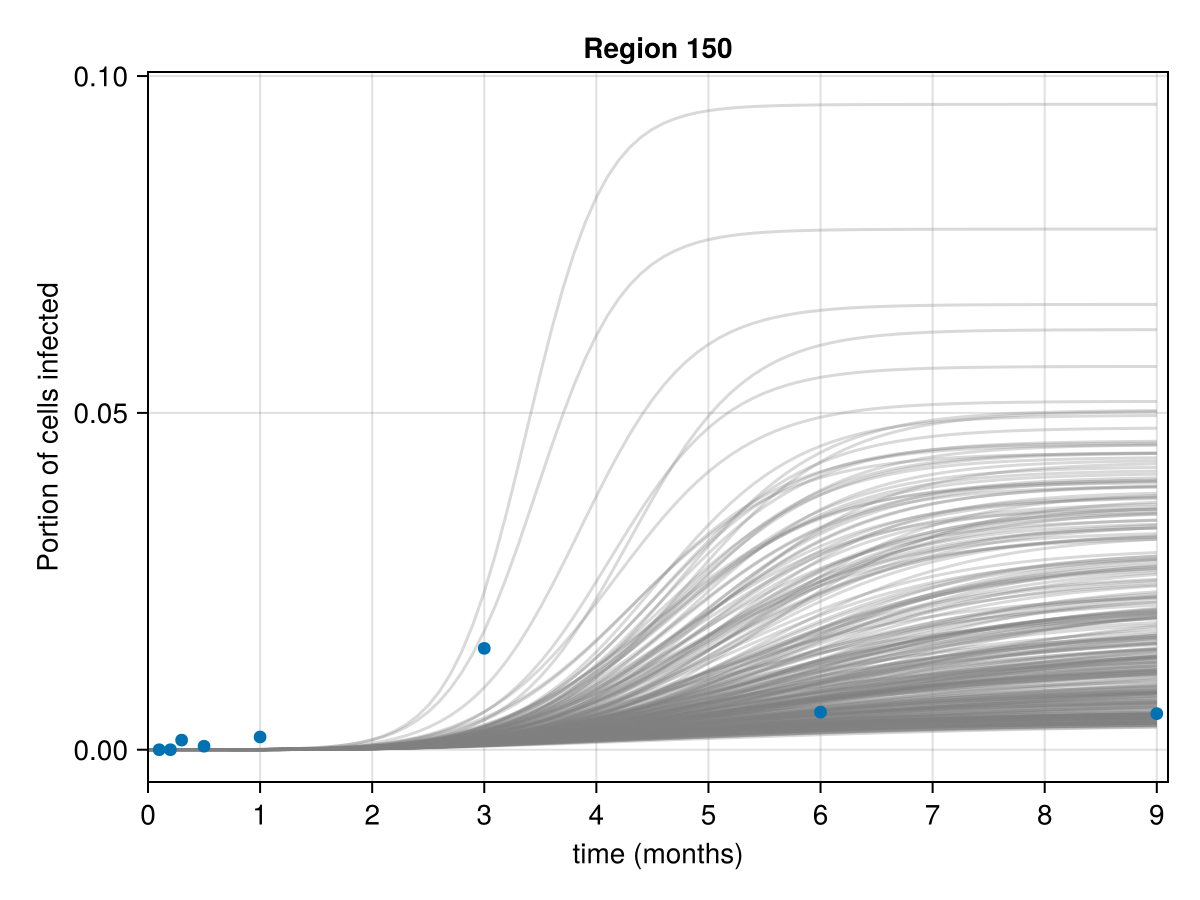 Region 150
Portion of cells infected
0.10
0.05
0.00
0 1 2 3 4 5 6 7 8 9
time (months)